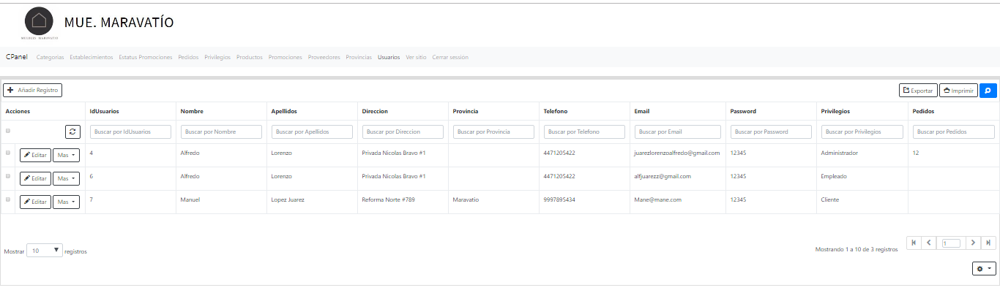 MUE. MARAVATÍO
MUEBLES MARAVATÍO
CPanel Categorias Establecimientos Estatus Promociones Pedidos Privilegios Productos Promociones Proveedores Provincias Usuarios Ver sitio Cerrar session
Añadir Registro Exportar Imprimir
Acciones IdUsuarios Nombre Apellidos Direccion Provincia Telefono Email Password Privilegios Pedidos
Buscar por IdUsuarios Buscar por Nombre Buscar por Apellidos Buscar por Direccion Buscar por Provincia Buscar por Telefono Buscar por Email Buscar por Password Buscar por Privilegios Buscar por Pedidos
Editar Mas 4 Alfredo Lorenzo Privada Nicolas Bravo #1 4471205422 juarezlorenzoalfredo@gmail.com 12345 Administrador 12
Editar Mas 6 Alfredo Lorenzo Privada Nicolas Bravo #1 4471205422 alfjuarezz@gmail.com 12345 Empleado
Editar Mas 7 Manuel Lopez Juarez Reforma Norte #789 Maravatio 9997895434 Mane@mane.com 12345 Cliente
Mostrar 10 registros Mostrando 1 a 10 de 3 registros 1